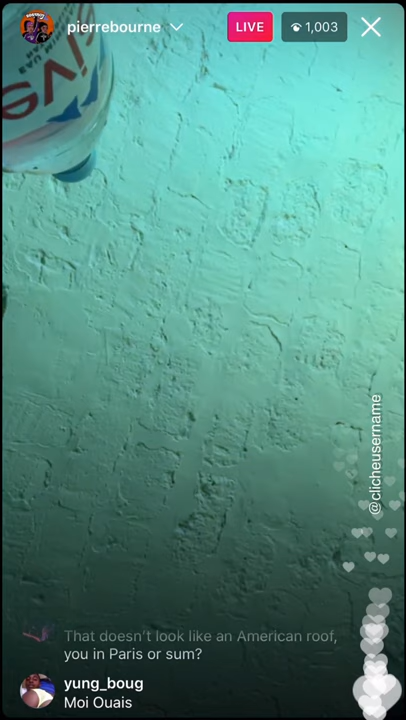 pierrebourne
LIVE
1,003
@clicheusername
That doesn't look like an American roof,
you in Paris or sum?
yung_boug
Moi Ouais